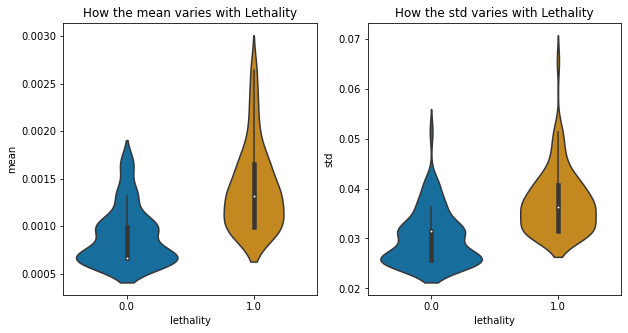 How the mean varies with Lethality
0.0030
0.0025
0.0020
0.0015
0.0010
0.0005
mean
0.0
1.0
lethality
How the std varies with Lethality
0.07
0.06
0.05
0.04
0.03
0.02
std
0.0
1.0
lethality